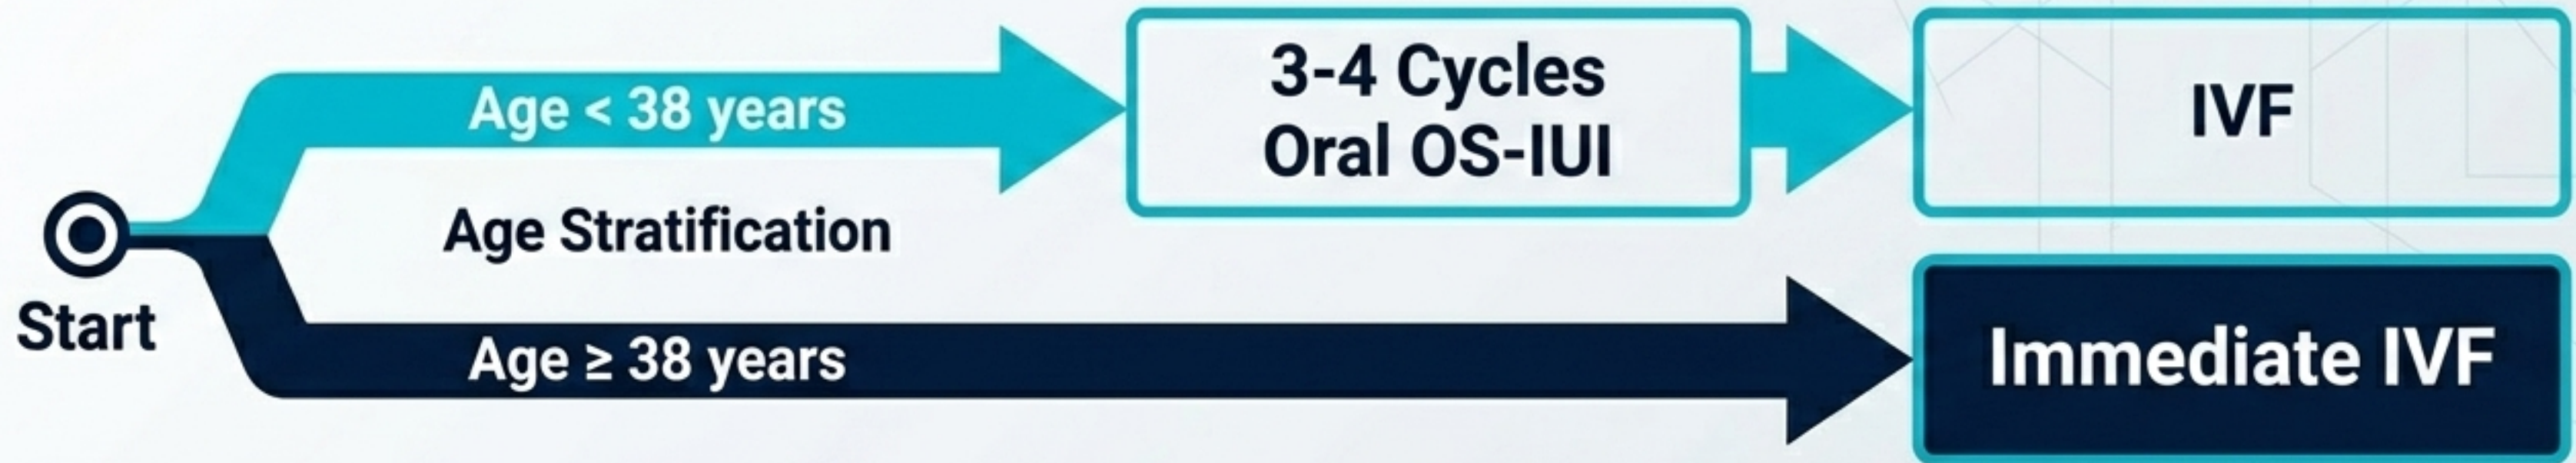 Start
Age < 38 years
Age Stratification
Age ≥ 38 years
3-4 Cycles
Oral OS-IUI
IVF
Immediate IVF